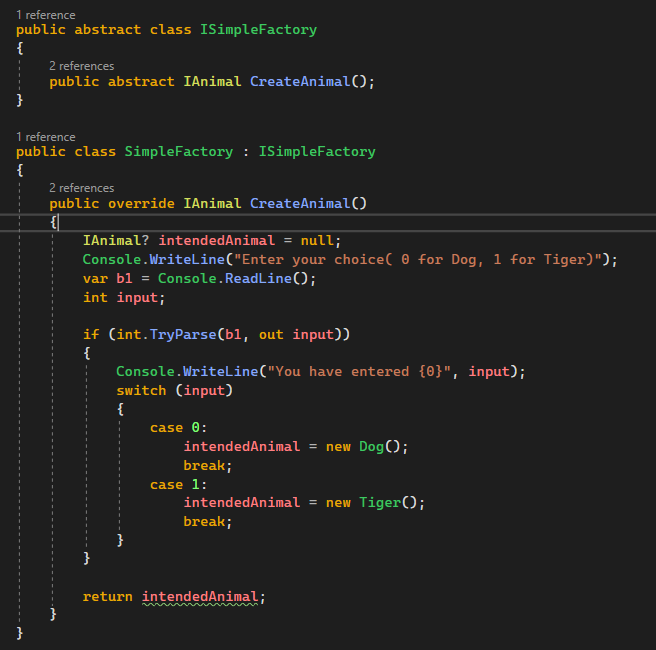 1 reference
public abstract class ISimpleFactory
{
2 references
public abstract IAnimal CreateAnimal();
}
1 reference
public class SimpleFactory : ISimpleFactory
{
2 references
public override IAnimal CreateAnimal()
{
IAnimal? intendedAnimal = null;
Console.WriteLine("Enter your choice( 0 for Dog, 1 for Tiger)");
var b1 = Console.ReadLine();
int input;
if (int.TryParse(b1, out input))
{
Console.WriteLine("You have entered {0}", input);
switch (input)
{
case 0:
intendedAnimal = new Dog();
break;
case 1:
intendedAnimal = new Tiger();
break;
}
}
return intendedAnimal;
}
}